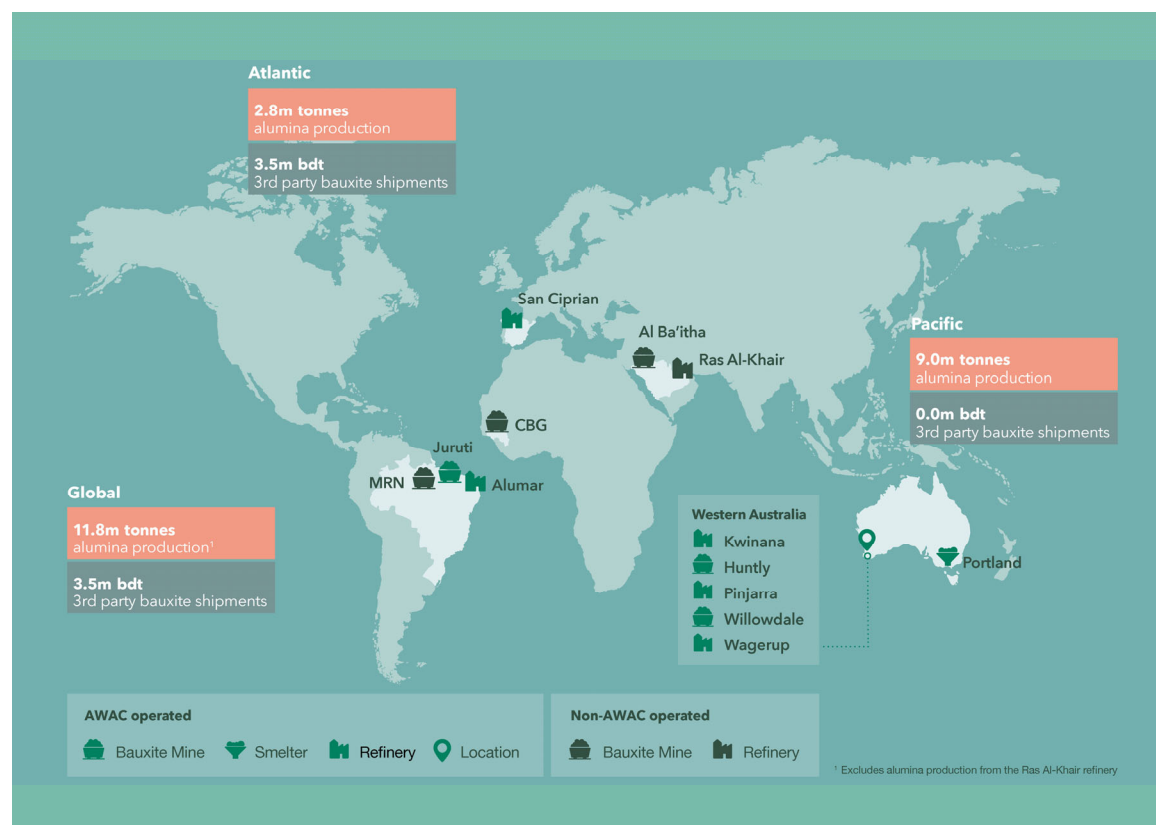 Atlantic
2.8m tonnes
alumina production
3.5m bdt
3rd party bauxite shipments
San Ciprian
Al Ba’itha
Ras Al-Khair
Pacific
9.0m tonnes
alumina production
0.0m bdt
3rd party bauxite shipments
CBG
Juruti
MRN
Alumar
Global
11.8m tonnes
alumina production¹
3.5m bdt
3rd party bauxite shipments
Western Australia
Kwinana
Huntly
Pinjarra
Willowdale
Wagerup
Portland
AWAC operated
Bauxite Mine
Smelter
Refinery
Location
Non-AWAC operated
Bauxite Mine
Refinery
¹ Excludes alumina production from the Ras Al-Khair refinery